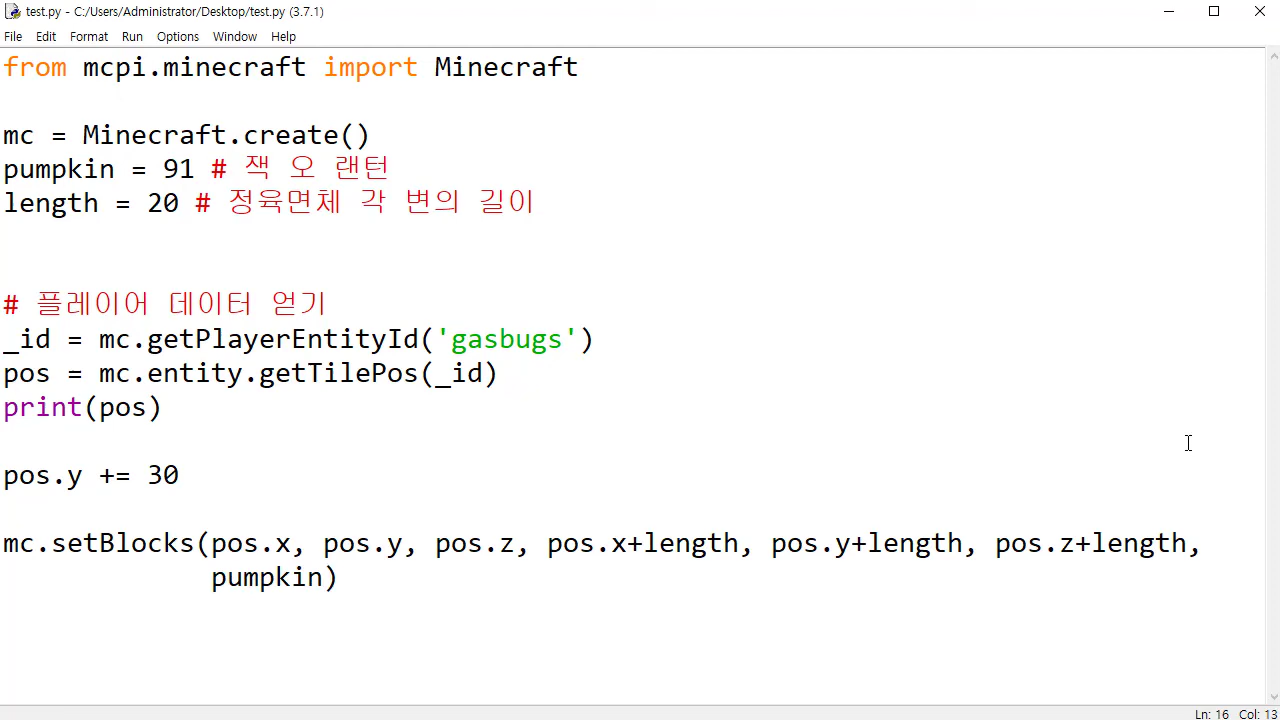 test.py - C:/Users/Administrator/Desktop/test.py (3.7.1)
File Edit Format Run Options Window Help
from mcpi.minecraft import Minecraft
mc = Minecraft.create()
pumpkin = 91 # 잭 오 랜턴
length = 20 # 정육면체 각 변의 길이
# 플레이어 데이터 얻기
_id = mc.getPlayerEntityId('gasbugs')
pos = mc.entity.getTilePos(_id)
print(pos)
pos.y += 30
mc.setBlocks(pos.x, pos.y, pos.z, pos.x+length, pos.y+length, pos.z+length,
pumpkin)
Ln: 16 Col: 13